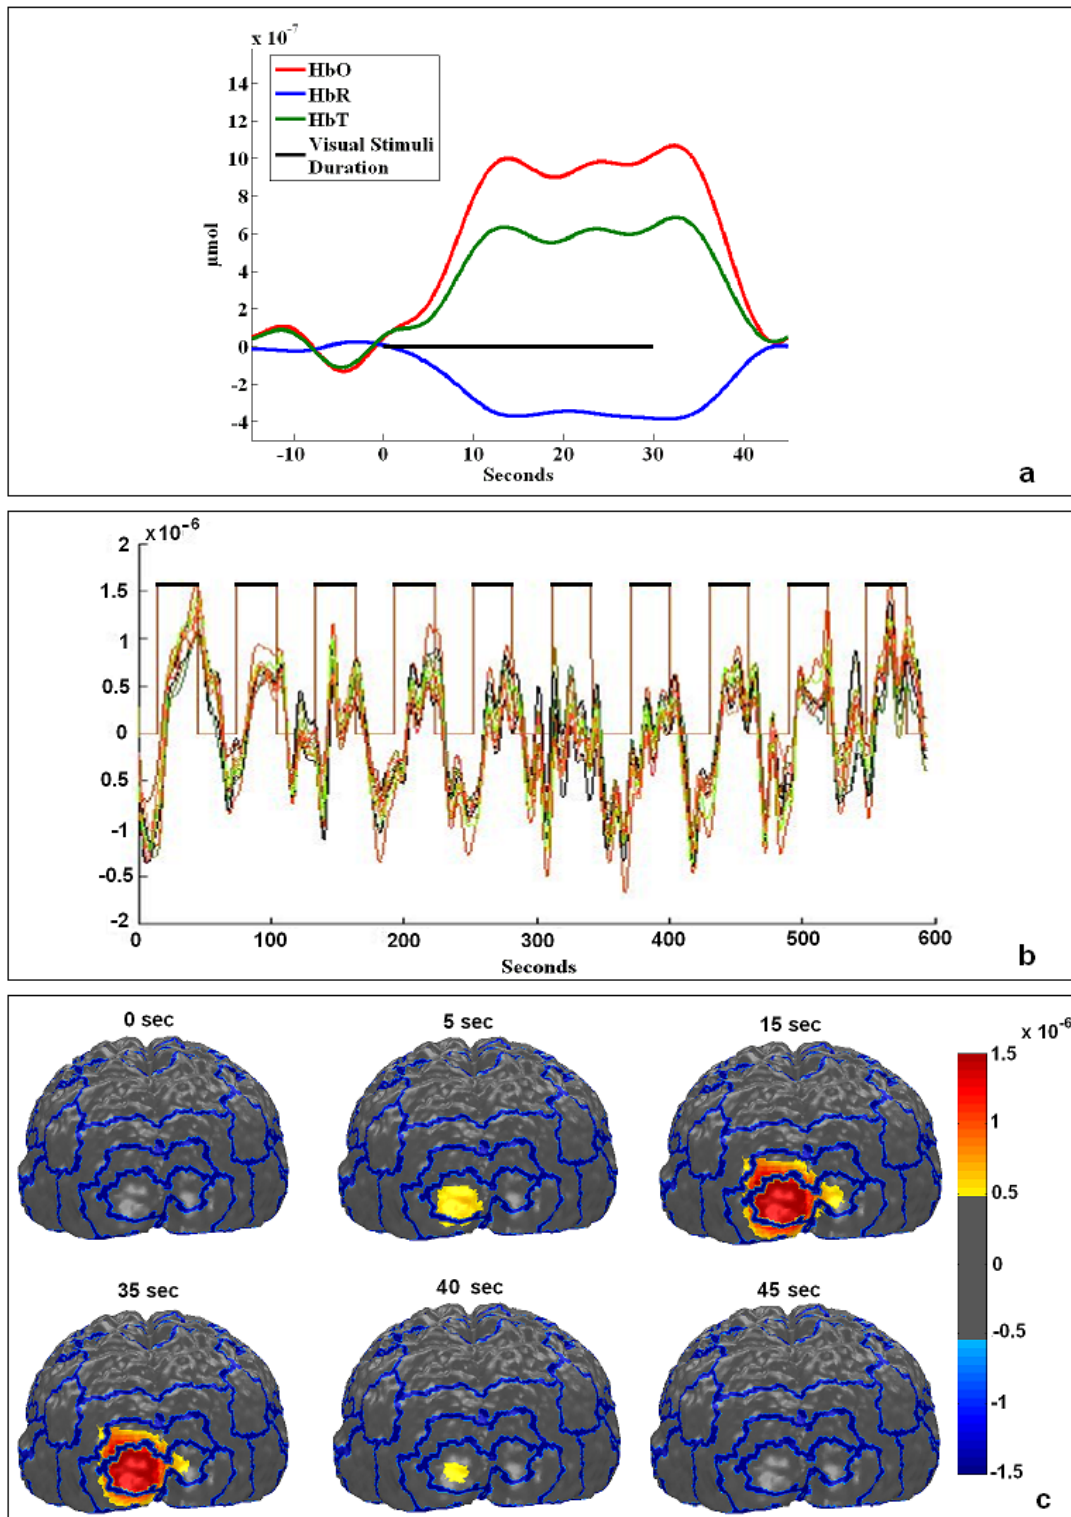 x 10-7
14
12
10
8
6
4
2
0
-2
-4
µmol
HbO
HbR
HbT
Visual Stimuli
Duration
-10 0 10 20 30 40
Seconds
a
x10-6
2
1.5
1
0.5
0
0.5
-1
-0.5
-2
0 100 200 300 400 500 600
Seconds
b
0 sec 5 sec 15 sec
35 sec 40 sec 45 sec
x 10-6
1.5
1
0.5
0
-0.5
-1
-1.5
c